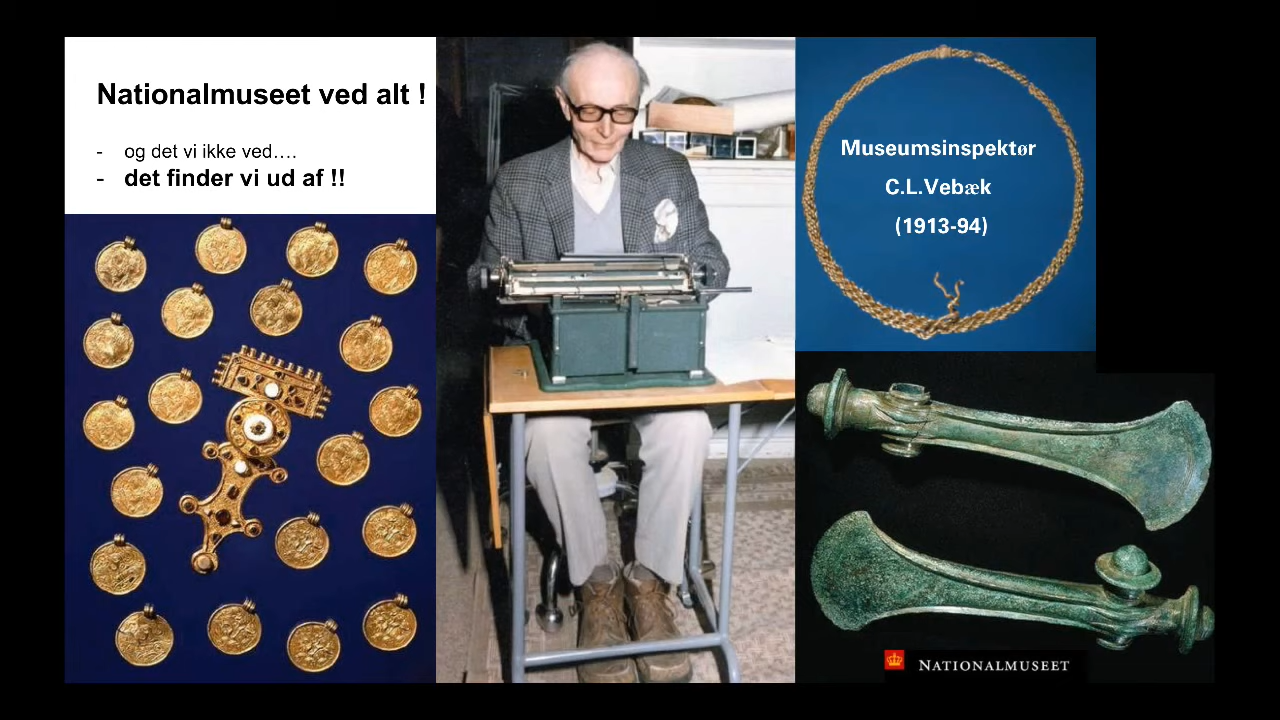 Nationalmuseet ved alt !
- og det vi ikke ved….
- det finder vi ud af !!
Museumsinspektør
C.L.Vebæk
(1913-94)
NATIONALMUSEET